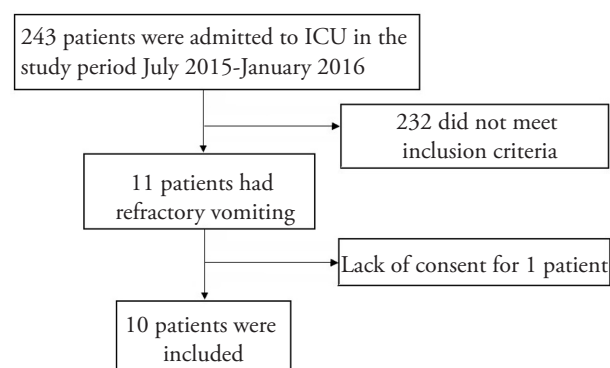 243 patients were admitted to ICU in the
study period July 2015-January 2016
232 did not meet
inclusion criteria
11 patients had
refractory vomiting
Lack of consent for 1 patient
10 patients were
included